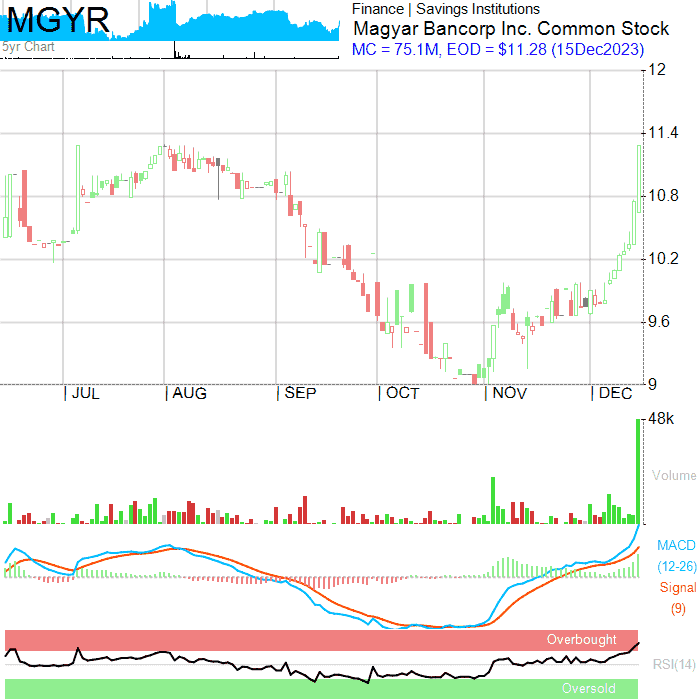 MGYR
5yr Chart
Finance | Savings Institutions
Magyar Bancorp Inc. Common Stock
MC = 75.1M, EOD = $11.28 (15Dec2023)
12
11.4
10.8
10.2
9.6
9
JUL AUG SEP OCT NOV DEC
48k
Volume
MACD
(12-26)
Signal
(9)
Overbought
RSI(14)
Oversold